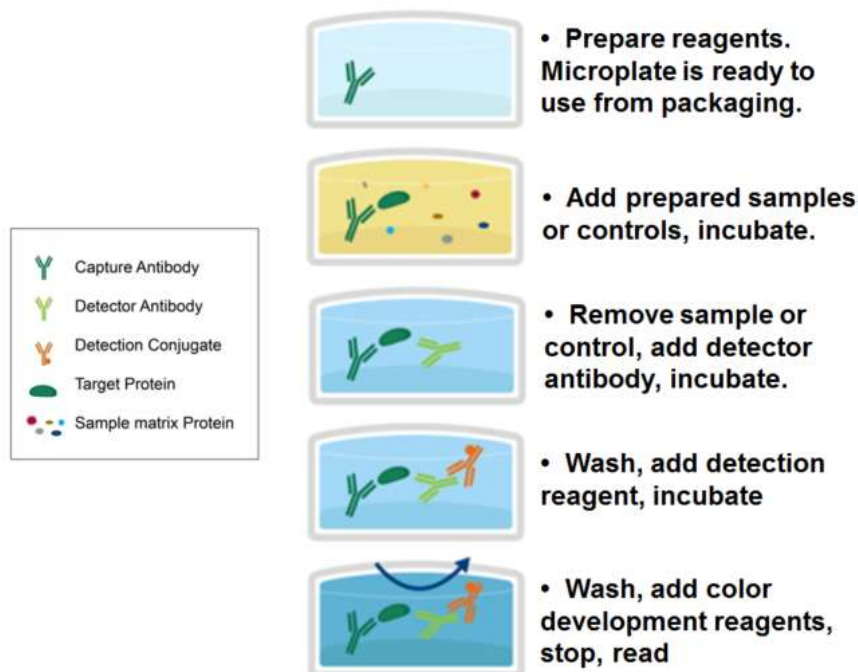 • Prepare reagents.
Microplate is ready to
use from packaging.
• Add prepared samples
or controls, incubate.
Capture Antibody
Detector Antibody
Detection Conjugate
Target Protein
Sample matrix Protein
• Remove sample or
control, add detector
antibody, incubate.
• Wash, add detection
reagent, incubate
• Wash, add color
development reagents,
stop, read